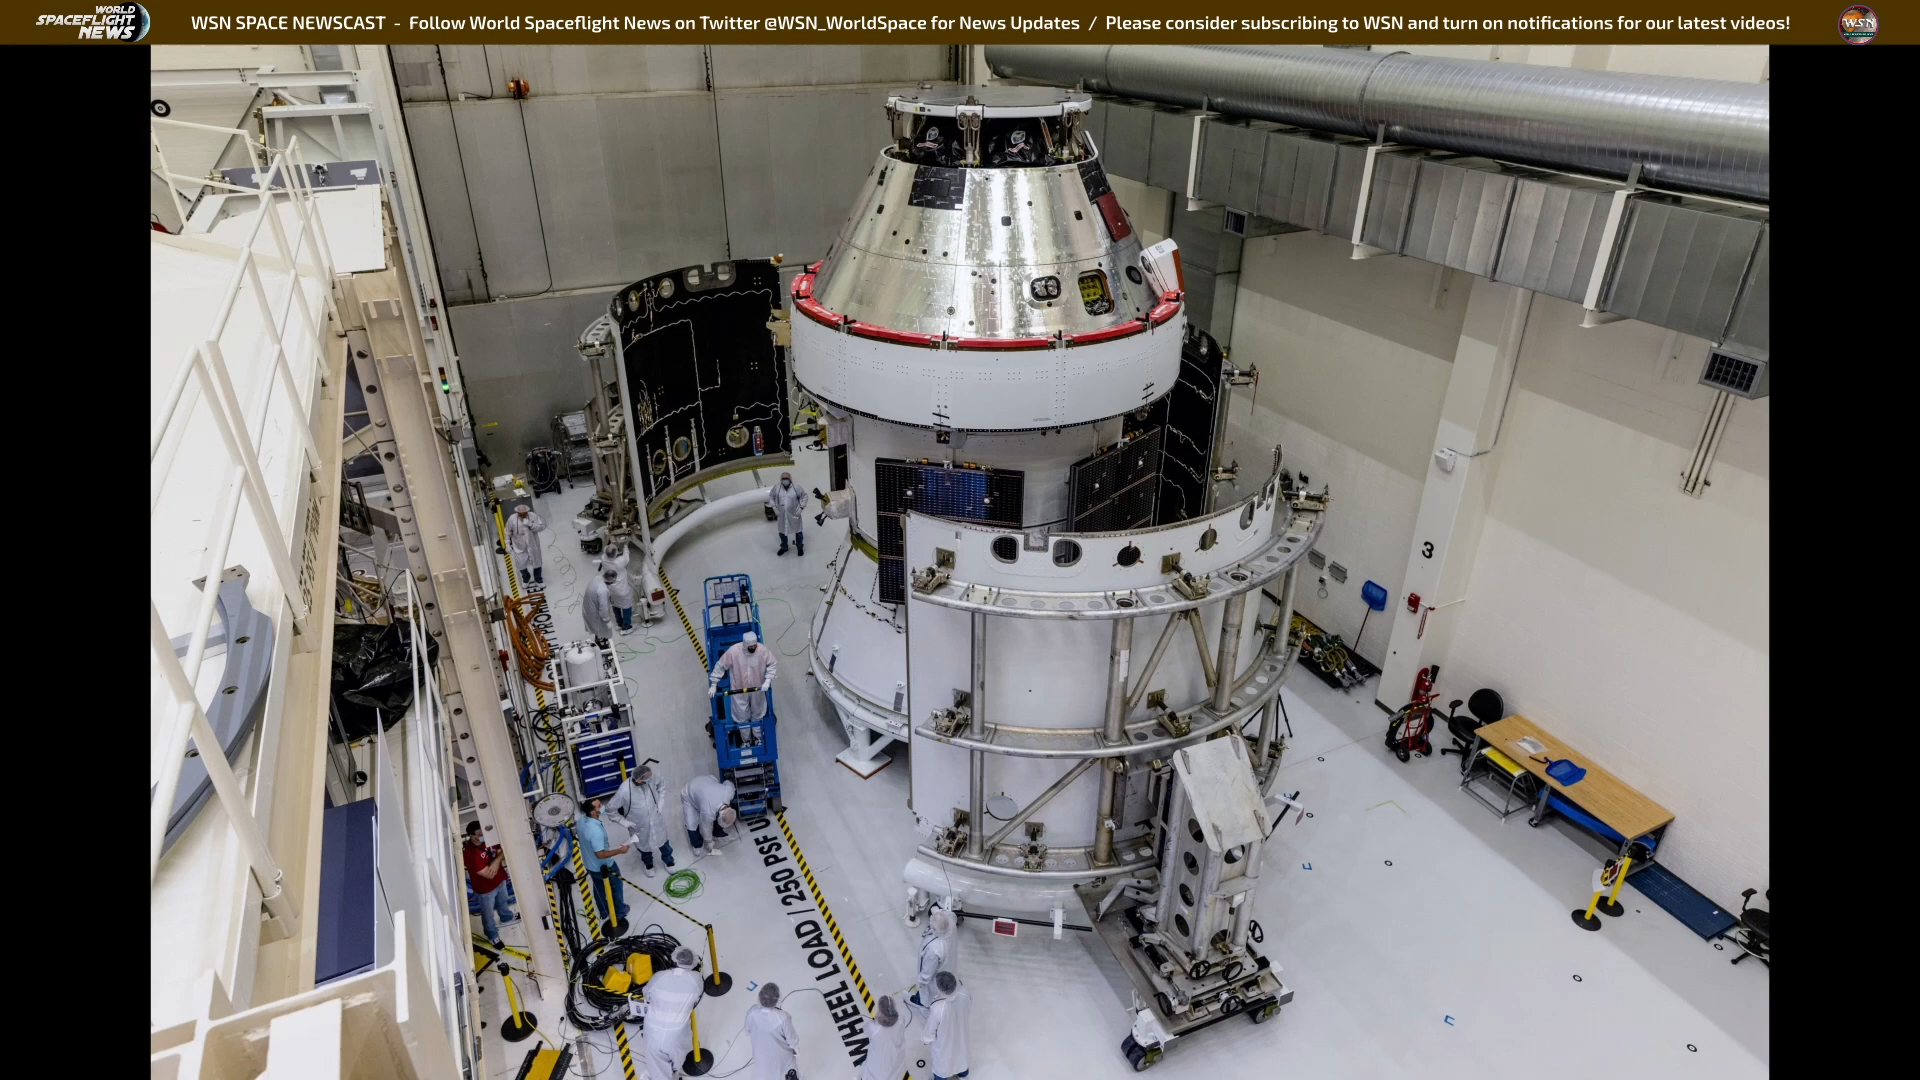 WORLD
SPACEFLIGHT
NEWS
WSN SPACE NEWSCAST - Follow World Spaceflight News on Twitter @WSN_WorldSpace for News Updates / Please consider subscribing to WSN and turn on notifications for our latest videos!
WSN
3
WHEEL LOAD / 250 PSF